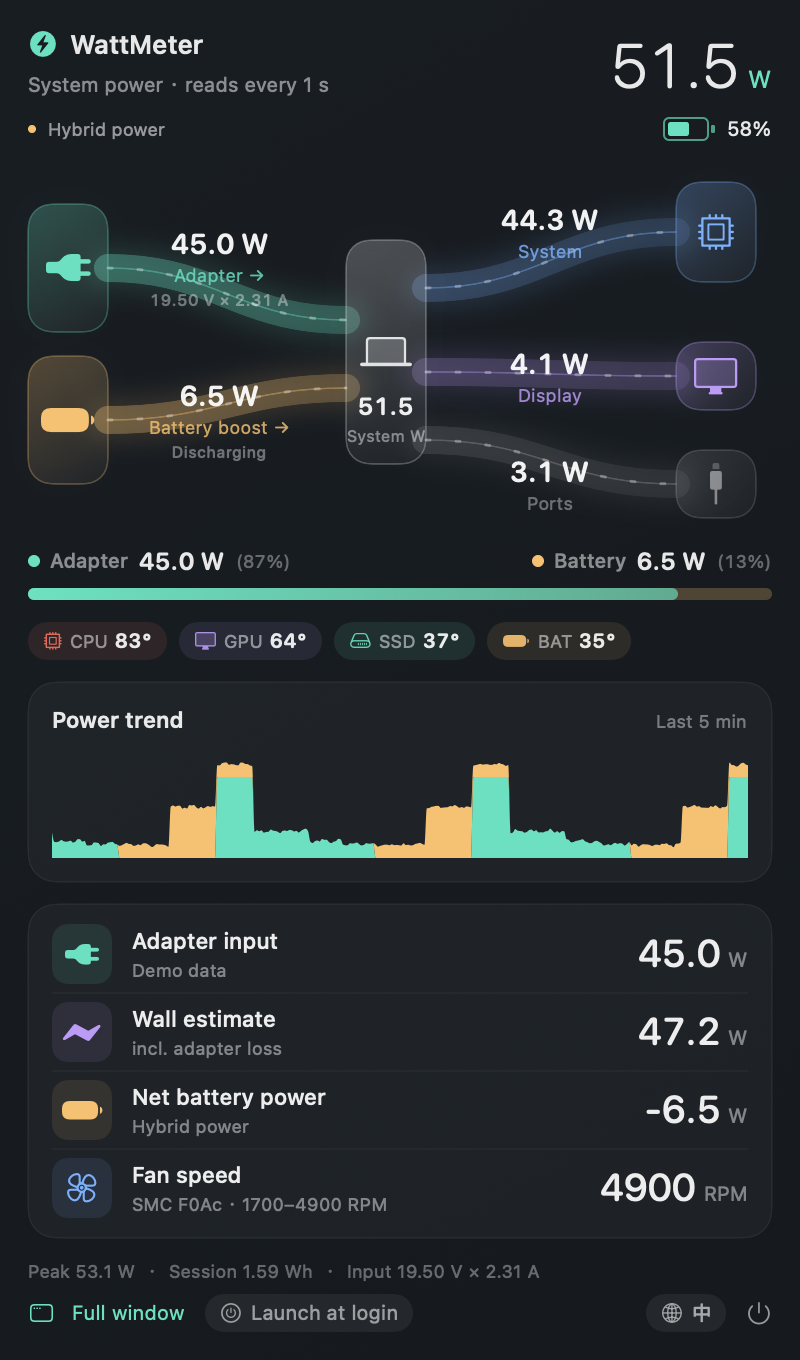 WattMeter
51.5 W
System power · reads every 1 s
Hybrid power
58%
45.0 W
Adapter →
19.50 V × 2.31 A
6.5 W
Battery boost →
Discharging
51.5
System W
44.3 W
System
4.1 W
Display
3.1 W
Ports
Adapter 45.0 W (87%)
Battery 6.5 W (13%)
CPU 83°
GPU 64°
SSD 37°
BAT 35°
Power trend
Last 5 min
Adapter input
Demo data
45.0 W
Wall estimate
incl. adapter loss
47.2 W
Net battery power
Hybrid power
-6.5 W
Fan speed
SMC F0Ac · 1700–4900 RPM
4900 RPM
Peak 53.1 W · Session 1.59 Wh · Input 19.50 V × 2.31 A
Full window
Launch at login
中